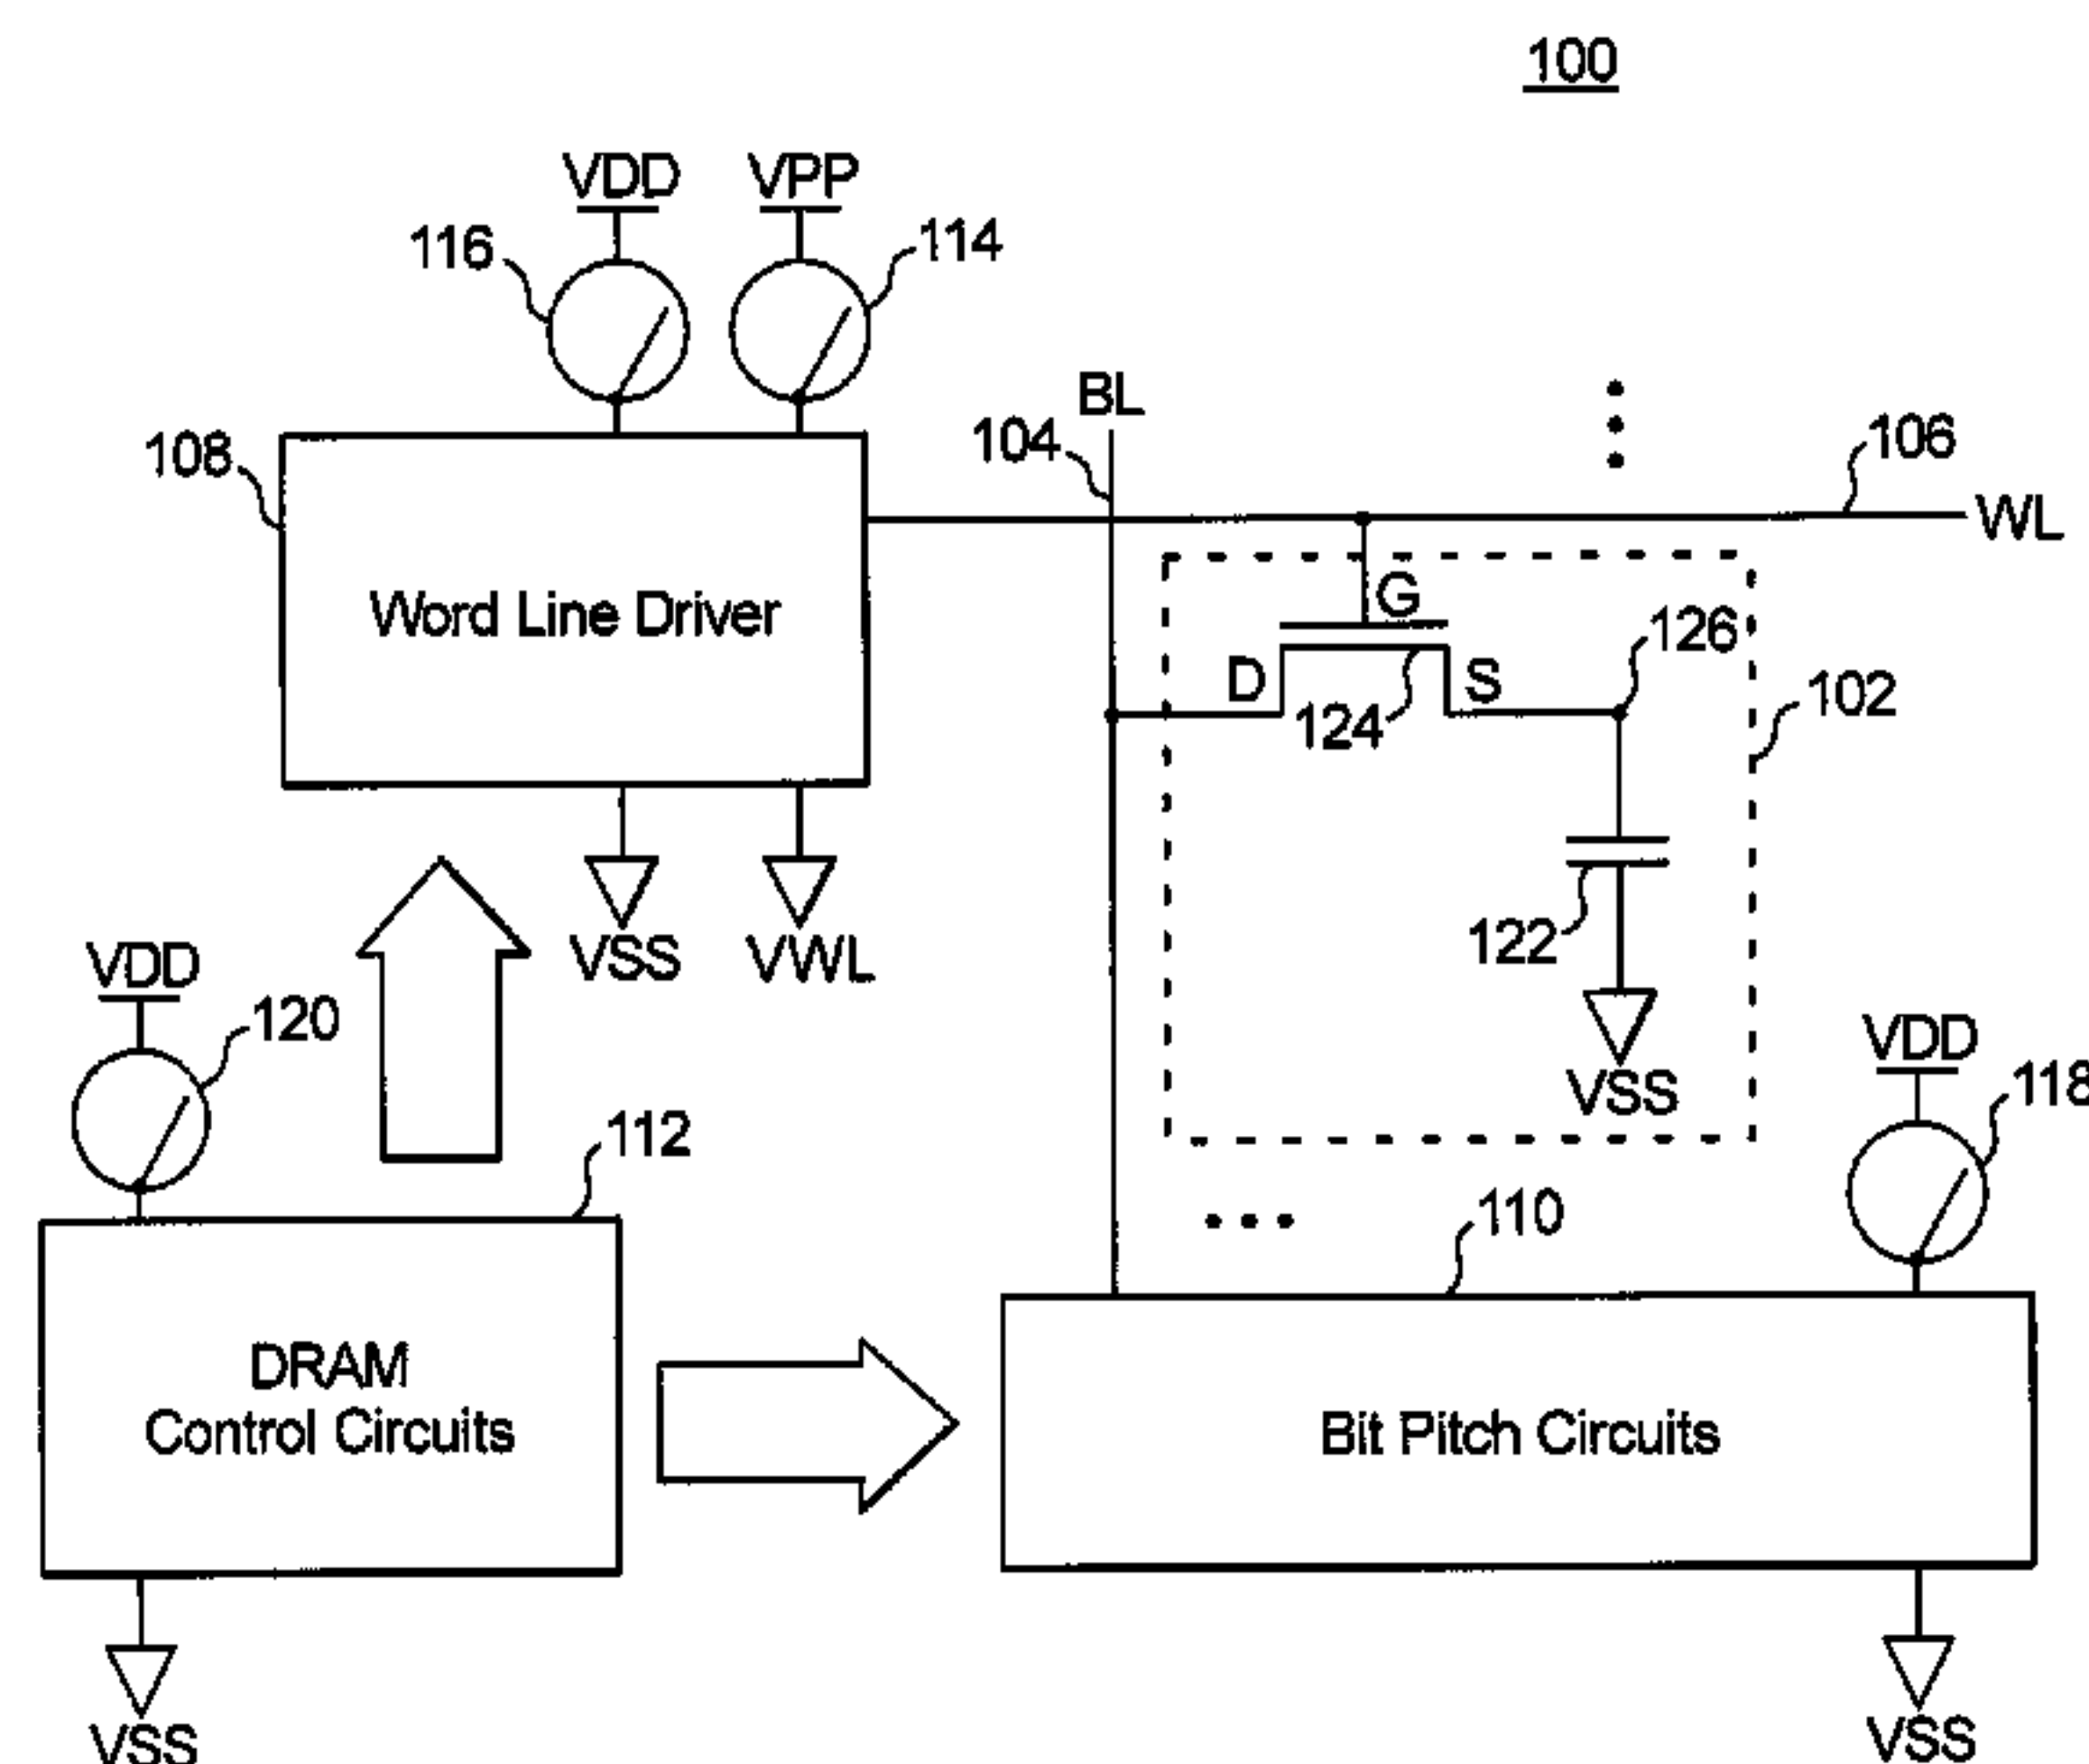 100
VDD
VPP
116
114
BL
104
106
108
WL
Word Line Driver
G
D
S
124
126
102
122
VSS
VSS
VWL
VDD
120
112
VDD
118
110
DRAM
Control Circuits
Bit Pitch Circuits
VSS
VSS